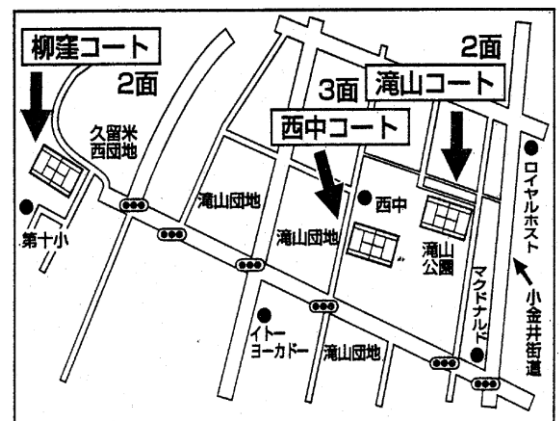 柳窪コート
2面
久留米
西団地
第十小
滝山団地
3面
西中コート
滝山団地
西中
2面
滝山コート
滝山
公園
ロイヤルホスト
小金井街道
マクドナルド
イトー
ヨーカドー
滝山団地